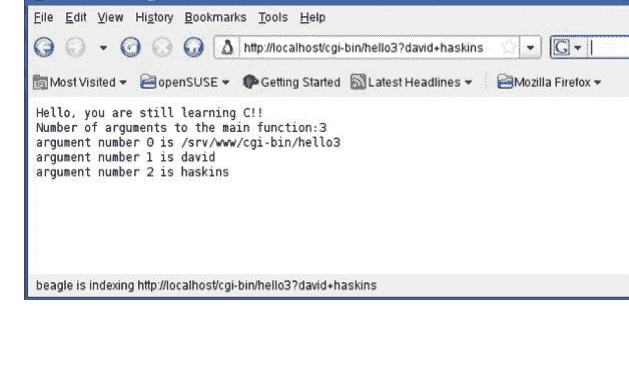 File Edit View History Bookmarks Tools Help
http://localhost/cgi-bin/hello3?david+haskins G
Most Visited openSUSE Getting Started Latest Headlines Mozilla Firefox
Hello, you are still learning C!!
Number of arguments to the main function:3
argument number 0 is /srv/www/cgi-bin/hello3
argument number 1 is david
argument number 2 is haskins
beagle is indexing http://localhost/cgi-bin/hello3?david+haskins